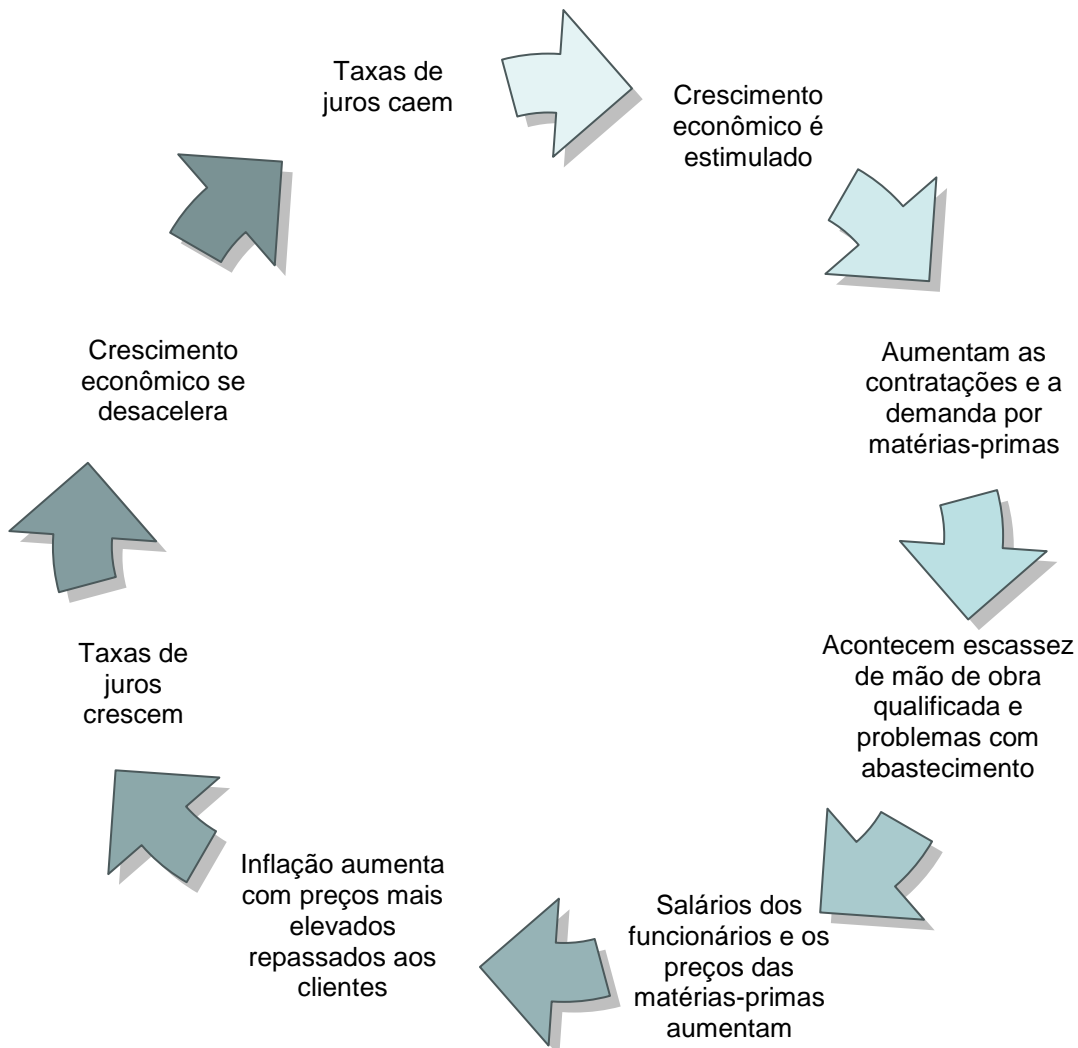 Taxas de
juros caem
Crescimento
econômico é
estimulado
Aumentam as
contratações e a
demanda por
matérias-primas
Acontecem escassez
de mão de obra
qualificada e
problemas com
abastecimento
Salários dos
funcionários e os
preços das
matérias-primas
aumentam
Inflação aumenta
com preços mais
elevados
repassados aos
clientes
Taxas de
juros
crescem
Crescimento
econômico se
desacelera